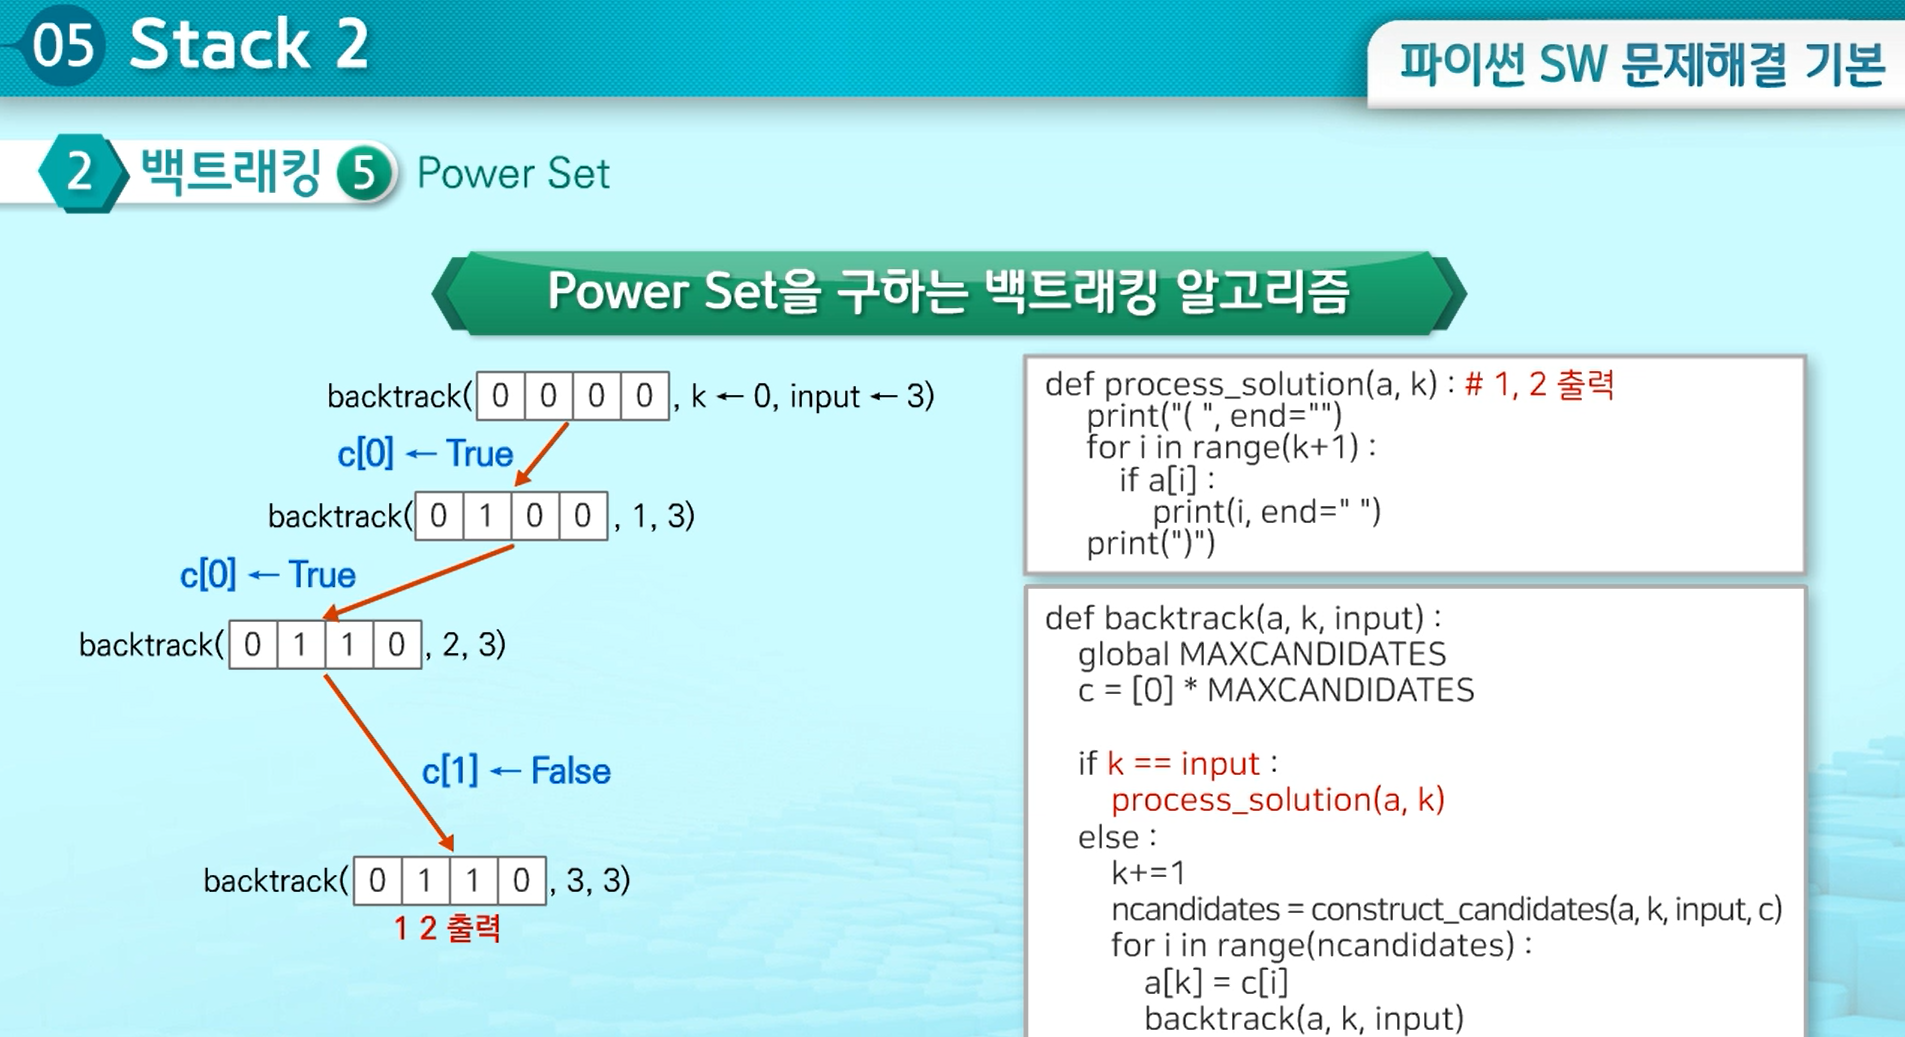 05 Stack 2
파이썬 SW 문제해결 기본
2 백트래킹 5 Power Set
Power Set을 구하는 백트래킹 알고리즘
backtrack( 0 0 0 0 , k ← 0, input ← 3)
c[0] ← True
backtrack( 0 1 0 0 , 1, 3)
c[0] ← True
backtrack( 0 1 1 0 , 2, 3)
c[1] ← False
backtrack( 0 1 1 0 , 3, 3)
1 2 출력
def process_solution(a, k) : # 1, 2 출력
print("( ", end="")
for i in range(k+1) :
if a[i] :
print(i, end=" ")
print(")")
def backtrack(a, k, input) :
global MAXCANDIDATES
c = [0] * MAXCANDIDATES
if k == input :
process_solution(a, k)
else :
k+=1
ncandidates = construct_candidates(a, k, input, c)
for i in range(ncandidates) :
a[k] = c[i]
backtrack(a, k, input)